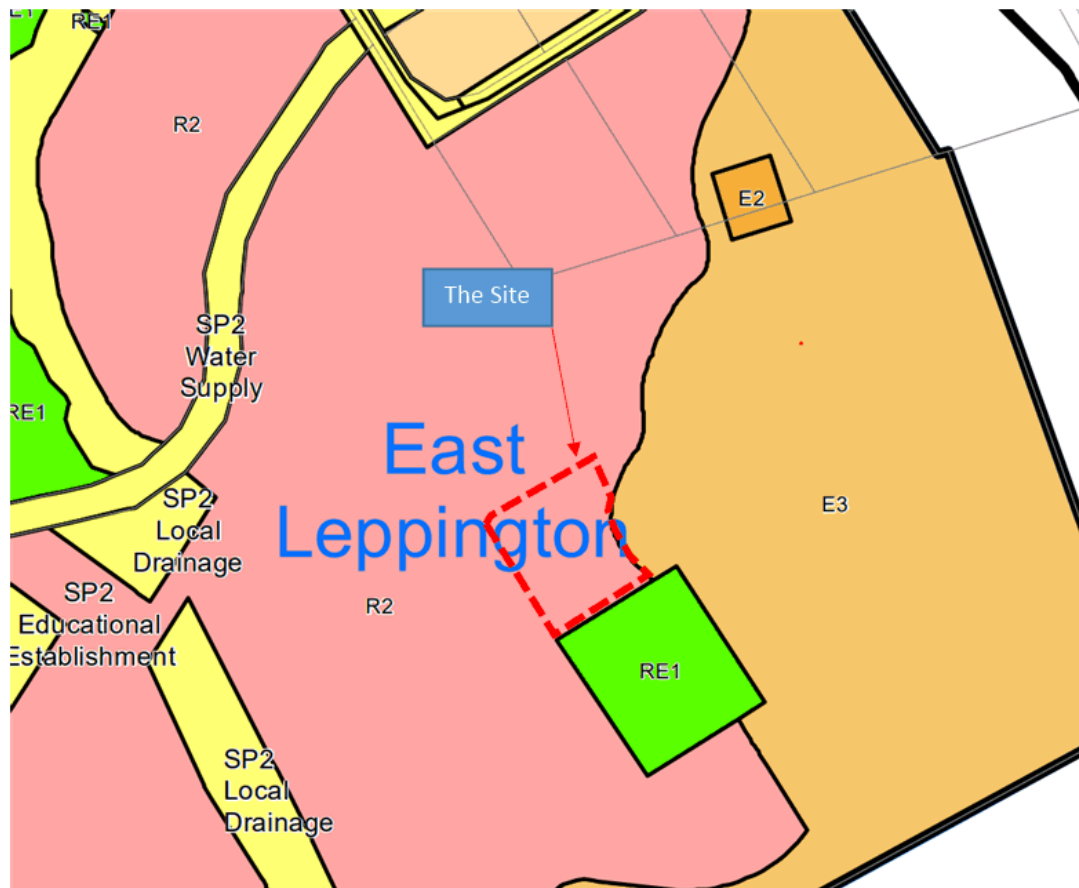 E1
RE1
R2
E2
The Site
SP2
Water
Supply
RE1
East
Leppington
E3
SP2
Local
Drainage
R2
SP2
Educational
Establishment
RE1
SP2
Local
Drainage